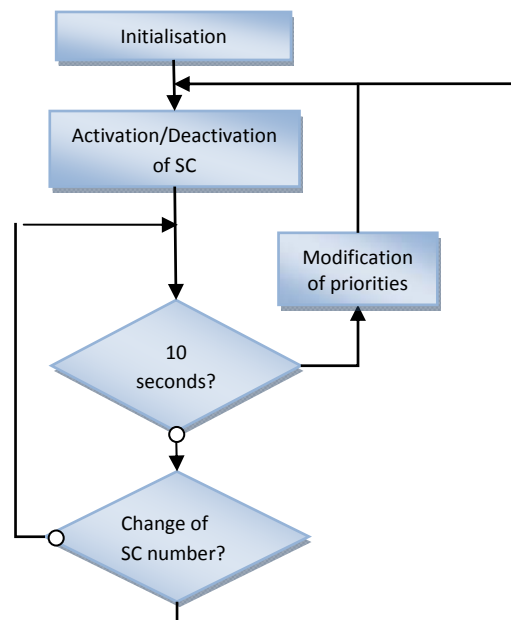 Initialisation
Activation/Deactivation
of SC
Modification
of priorities
10
seconds?
Change of
SC number?